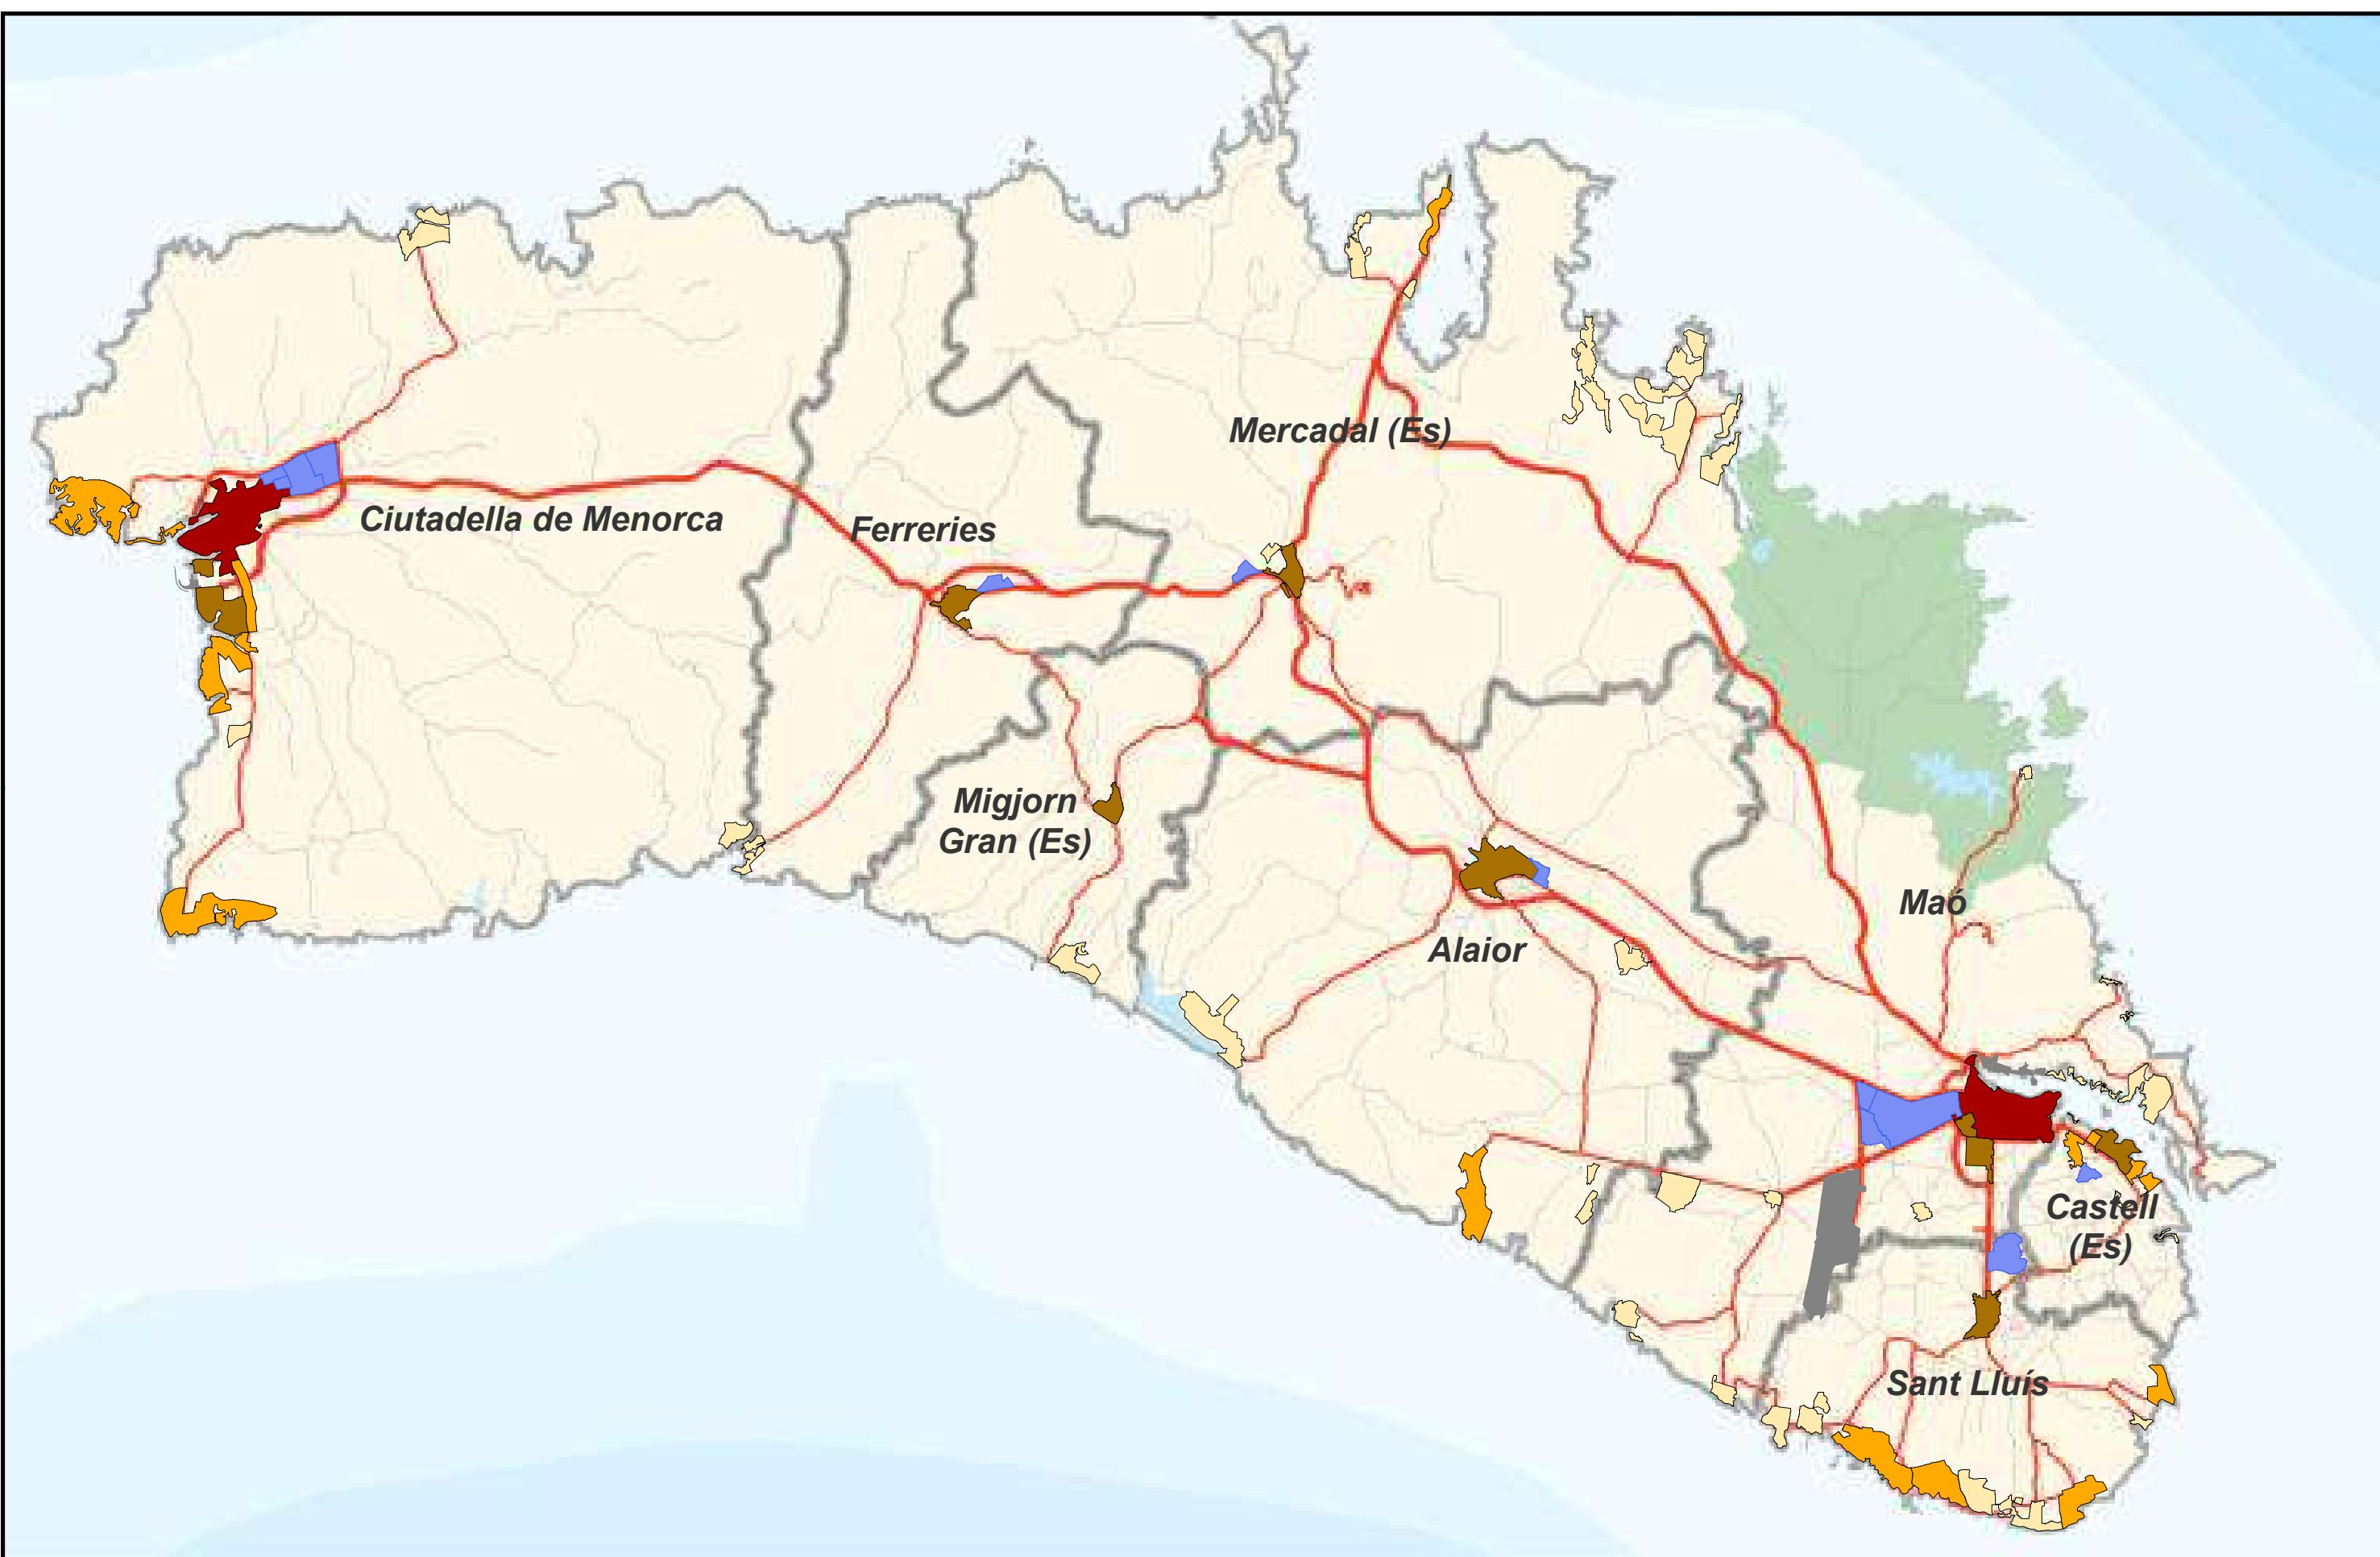 Mercadal (Es)
Ciutadella de Menorca
Ferreries
Migjorn
Gran (Es)
Maó
Alaior
Castell
(Es)
Sant Lluís